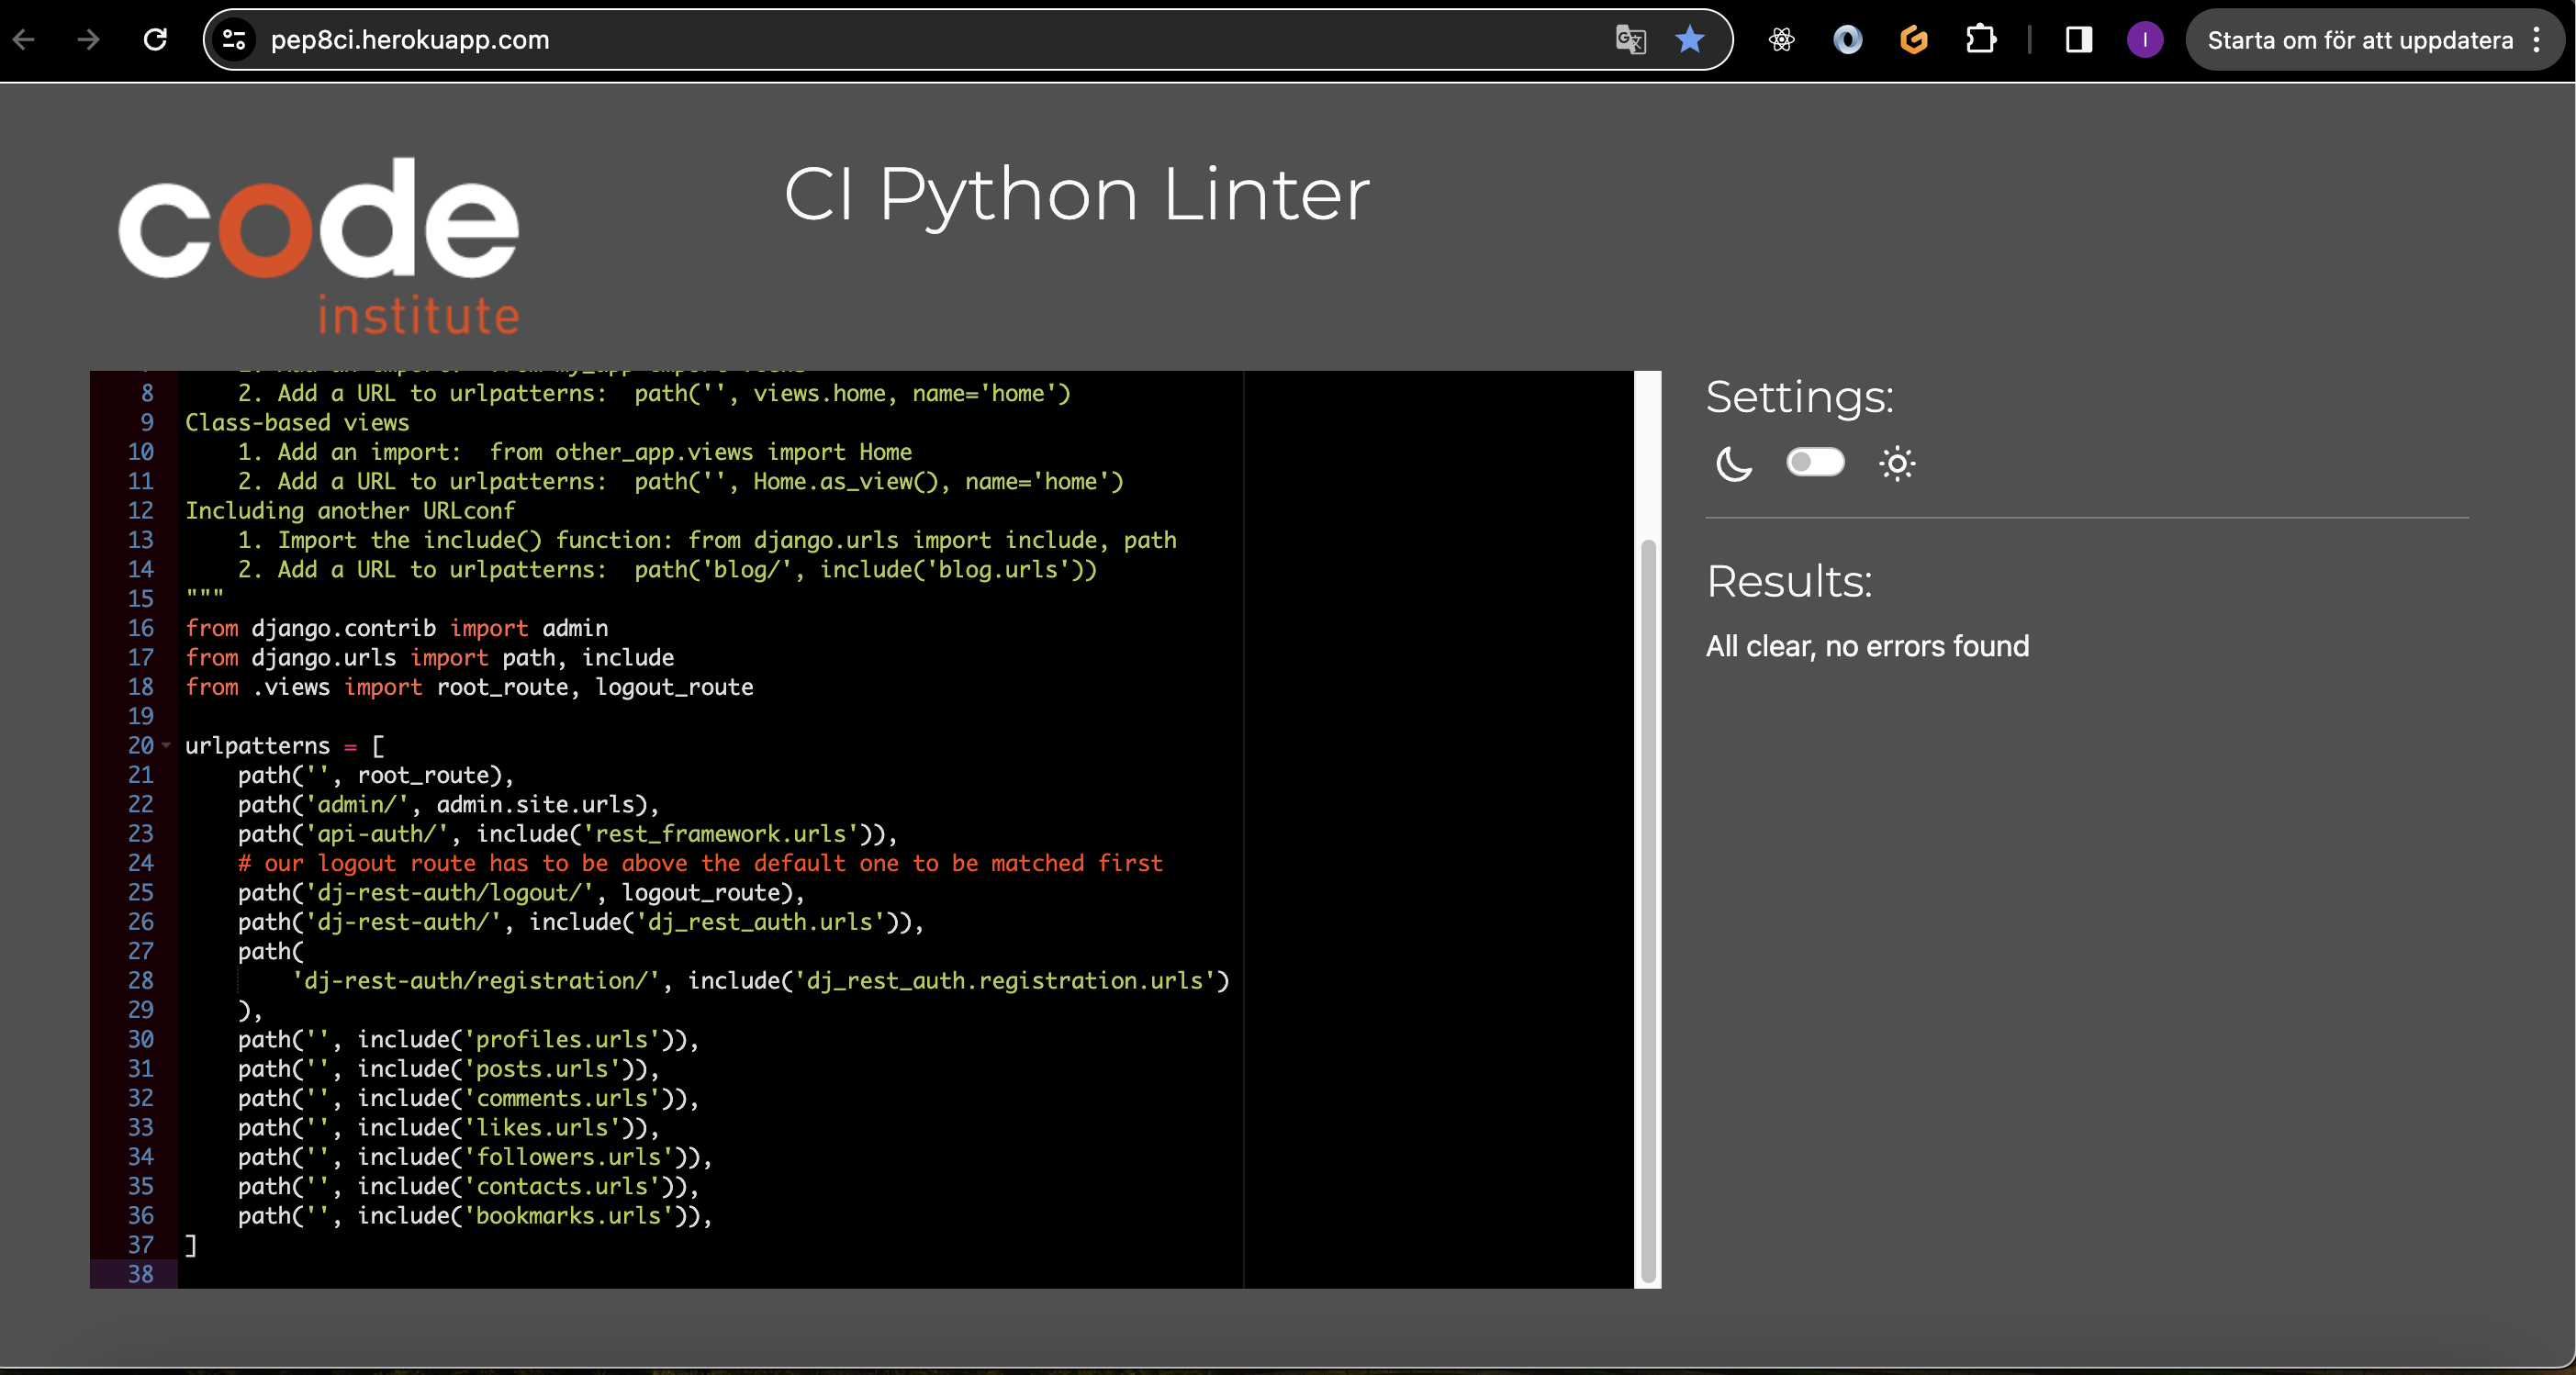 pep8ci.herokuapp.com
I
Starta om för att uppdatera
code
institute
CI Python Linter
8 2. Add a URL to urlpatterns:  path('', views.home, name='home')
9 Class-based views
10 1. Add an import:  from other_app.views import Home
11 2. Add a URL to urlpatterns:  path('', Home.as_view(), name='home')
12 Including another URLconf
13 1. Import the include() function: from django.urls import include, path
14 2. Add a URL to urlpatterns:  path('blog/', include('blog.urls'))
15 """
16 from django.contrib import admin
17 from django.urls import path, include
18 from .views import root_route, logout_route
19
20 urlpatterns = [
21 path('', root_route),
22 path('admin/', admin.site.urls),
23 path('api-auth/', include('rest_framework.urls')),
24 # our logout route has to be above the default one to be matched first
25 path('dj-rest-auth/logout/', logout_route),
26 path('dj-rest-auth/', include('dj_rest_auth.urls')),
27 path(
28 'dj-rest-auth/registration/', include('dj_rest_auth.registration.urls')
29 ),
30 path('', include('profiles.urls')),
31 path('', include('posts.urls')),
32 path('', include('comments.urls')),
33 path('', include('likes.urls')),
34 path('', include('followers.urls')),
35 path('', include('contacts.urls')),
36 path('', include('bookmarks.urls')),
37 ]
38
Settings:
Results:
All clear, no errors found